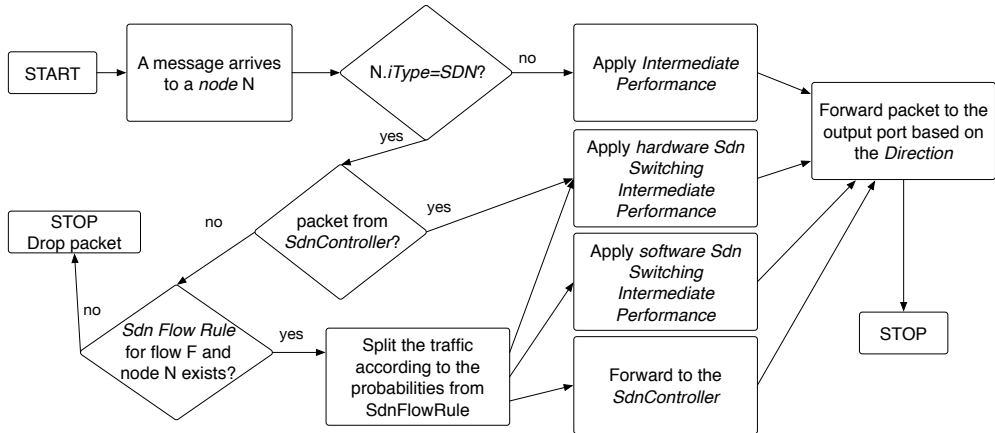 START
A message arrives
to a node N
N.iType=SDN?
no
Apply Intermediate
Performance
Forward packet to the
output port based on
the Direction
yes
Apply hardware Sdn
Switching
Intermediate
Performance
packet from
SdnController?
yes
no
STOP
Drop packet
Apply software Sdn
Switching
Intermediate
Performance
no
Sdn Flow Rule
for flow F and
node N exists?
yes
Split the traffic
according to the
probabilities from
SdnFlowRule
Forward to the
SdnController
STOP